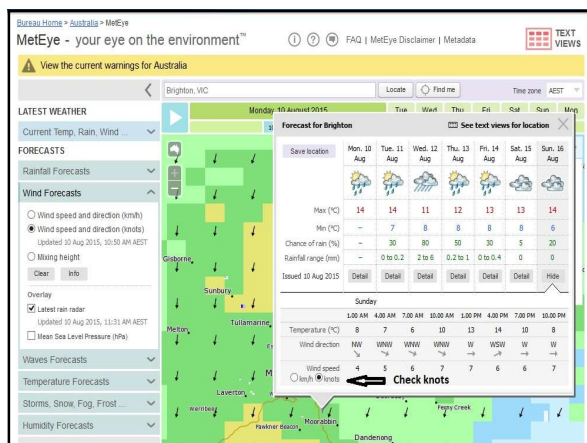 Bureau Home > Australia > MetEye
MetEye - your eye on the environment™
FAQ | MetEye Disclaimer | Metadata
TEXT
VIEWS
View the current warnings for Australia
Brighton, VIC
Locate
Find me
Time zone AEST
LATEST WEATHER
Current Temp, Rain, Wind ...
FORECASTS
Rainfall Forecasts
Wind Forecasts
Wind speed and direction (km/h)
Wind speed and direction (knots)
Updated 10 Aug 2015, 10:50 AM AEST
Mixing height
Clear Info
Overlay
Latest rain radar
Updated 10 Aug 2015, 11:31 AM AEST
Mean Sea Level Pressure (hPa)
Waves Forecasts
Temperature Forecasts
Storms, Snow, Fog, Frost ...
Humidity Forecasts
Monday 10 August 2015 Tue Wed Thu Fri Sat Sun Mon
Forecast for Brighton
See text views for location
Save location
Mon. 10 Aug Tue. 11 Aug Wed. 12 Aug Thu. 13 Aug Fri. 14 Aug Sat. 15 Aug Sun. 16 Aug
Max (°C) 14 14 11 12 13 13 14
Min (°C) – 7 8 8 8 8 6
Chance of rain (%) – 30 80 50 30 5 20
Rainfall range (mm) – 0 to 0.2 2 to 6 0.2 to 1 0 to 0.4 0 0
Issued 10 Aug 2015 Detail Detail Detail Detail Detail Detail Hide
Sunday
1.00 AM 4.00 AM 7.00 AM 10.00 AM 1.00 PM 4.00 PM 7.00 PM 10.00 PM
Temperature (°C) 8 7 6 10 13 14 10 8
Wind direction NW WNW WNW WNW W WSW W W
Wind speed 4 5 6 7 7 6 6 7
km/h knots
Check knots
Gisborne
Sunbury
Melton
Tullamarine
Laverton
Werribee
Fawkner Beacon
Moorabbin
Ferny Creek
Dandenong